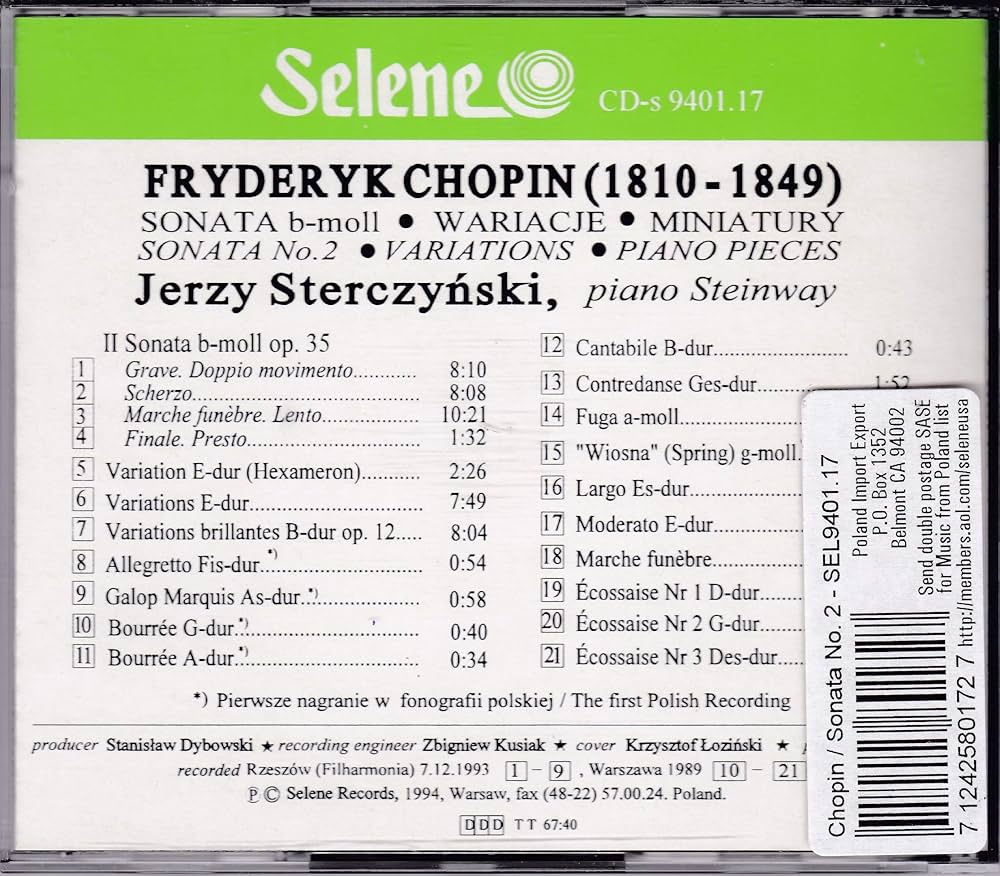 Selene
CD-s 9401.17
FRYDERYK CHOPIN (1810 - 1849)
SONATA b-moll ● WARIACJE ● MINIATURY
SONATA No.2 ● VARIATIONS ● PIANO PIECES
Jerzy Sterczyński, piano Steinway
II Sonata b-moll op. 35
1 Grave. Doppio movimento............ 8:10
2 Scherzo............ 8:08
3 Marche funèbre. Lento............ 10:21
4 Finale. Presto............ 1:32
5 Variation E-dur (Hexameron)............ 2:26
6 Variations E-dur............ 7:49
7 Variations brillantes B-dur op. 12..... 8:04
8 Allegretto Fis-dur.*)............ 0:54
9 Galop Marquis As-dur.*)............ 0:58
10 Bourrée G-dur.*)............ 0:40
11 Bourrée A-dur.*)............ 0:34
12 Cantabile B-dur............ 0:43
13 Contredanse Ges-dur............ 1:52
14 Fuga a-moll............
15 "Wiosna" (Spring) g-moll.
16 Largo Es-dur............
17 Moderato E-dur............
18 Marche funèbre............
19 Écossaise Nr 1 D-dur.......
20 Écossaise Nr 2 G-dur.......
21 Écossaise Nr 3 Des-dur.....
*) Pierwsze nagranie w fonografii polskiej / The first Polish Recording
producer Stanisław Dybowski ★ recording engineer Zbigniew Kusiak ★ cover Krzysztof Łoziński ★
recorded Rzeszów (Filharmonia) 7.12.1993 1 - 9 , Warszawa 1989 10 - 21
℗ © Selene Records, 1994, Warsaw, fax (48-22) 57.00.24. Poland.
DDD T T 67:40
Chopin / Sonata No. 2 - SEL9401.17
Poland Import Export
P.O. Box 1352
Belmont CA 94002
Send double postage SASE
for Music from Poland list
http://members.aol.com/seleneusa
7 12425 80172 7